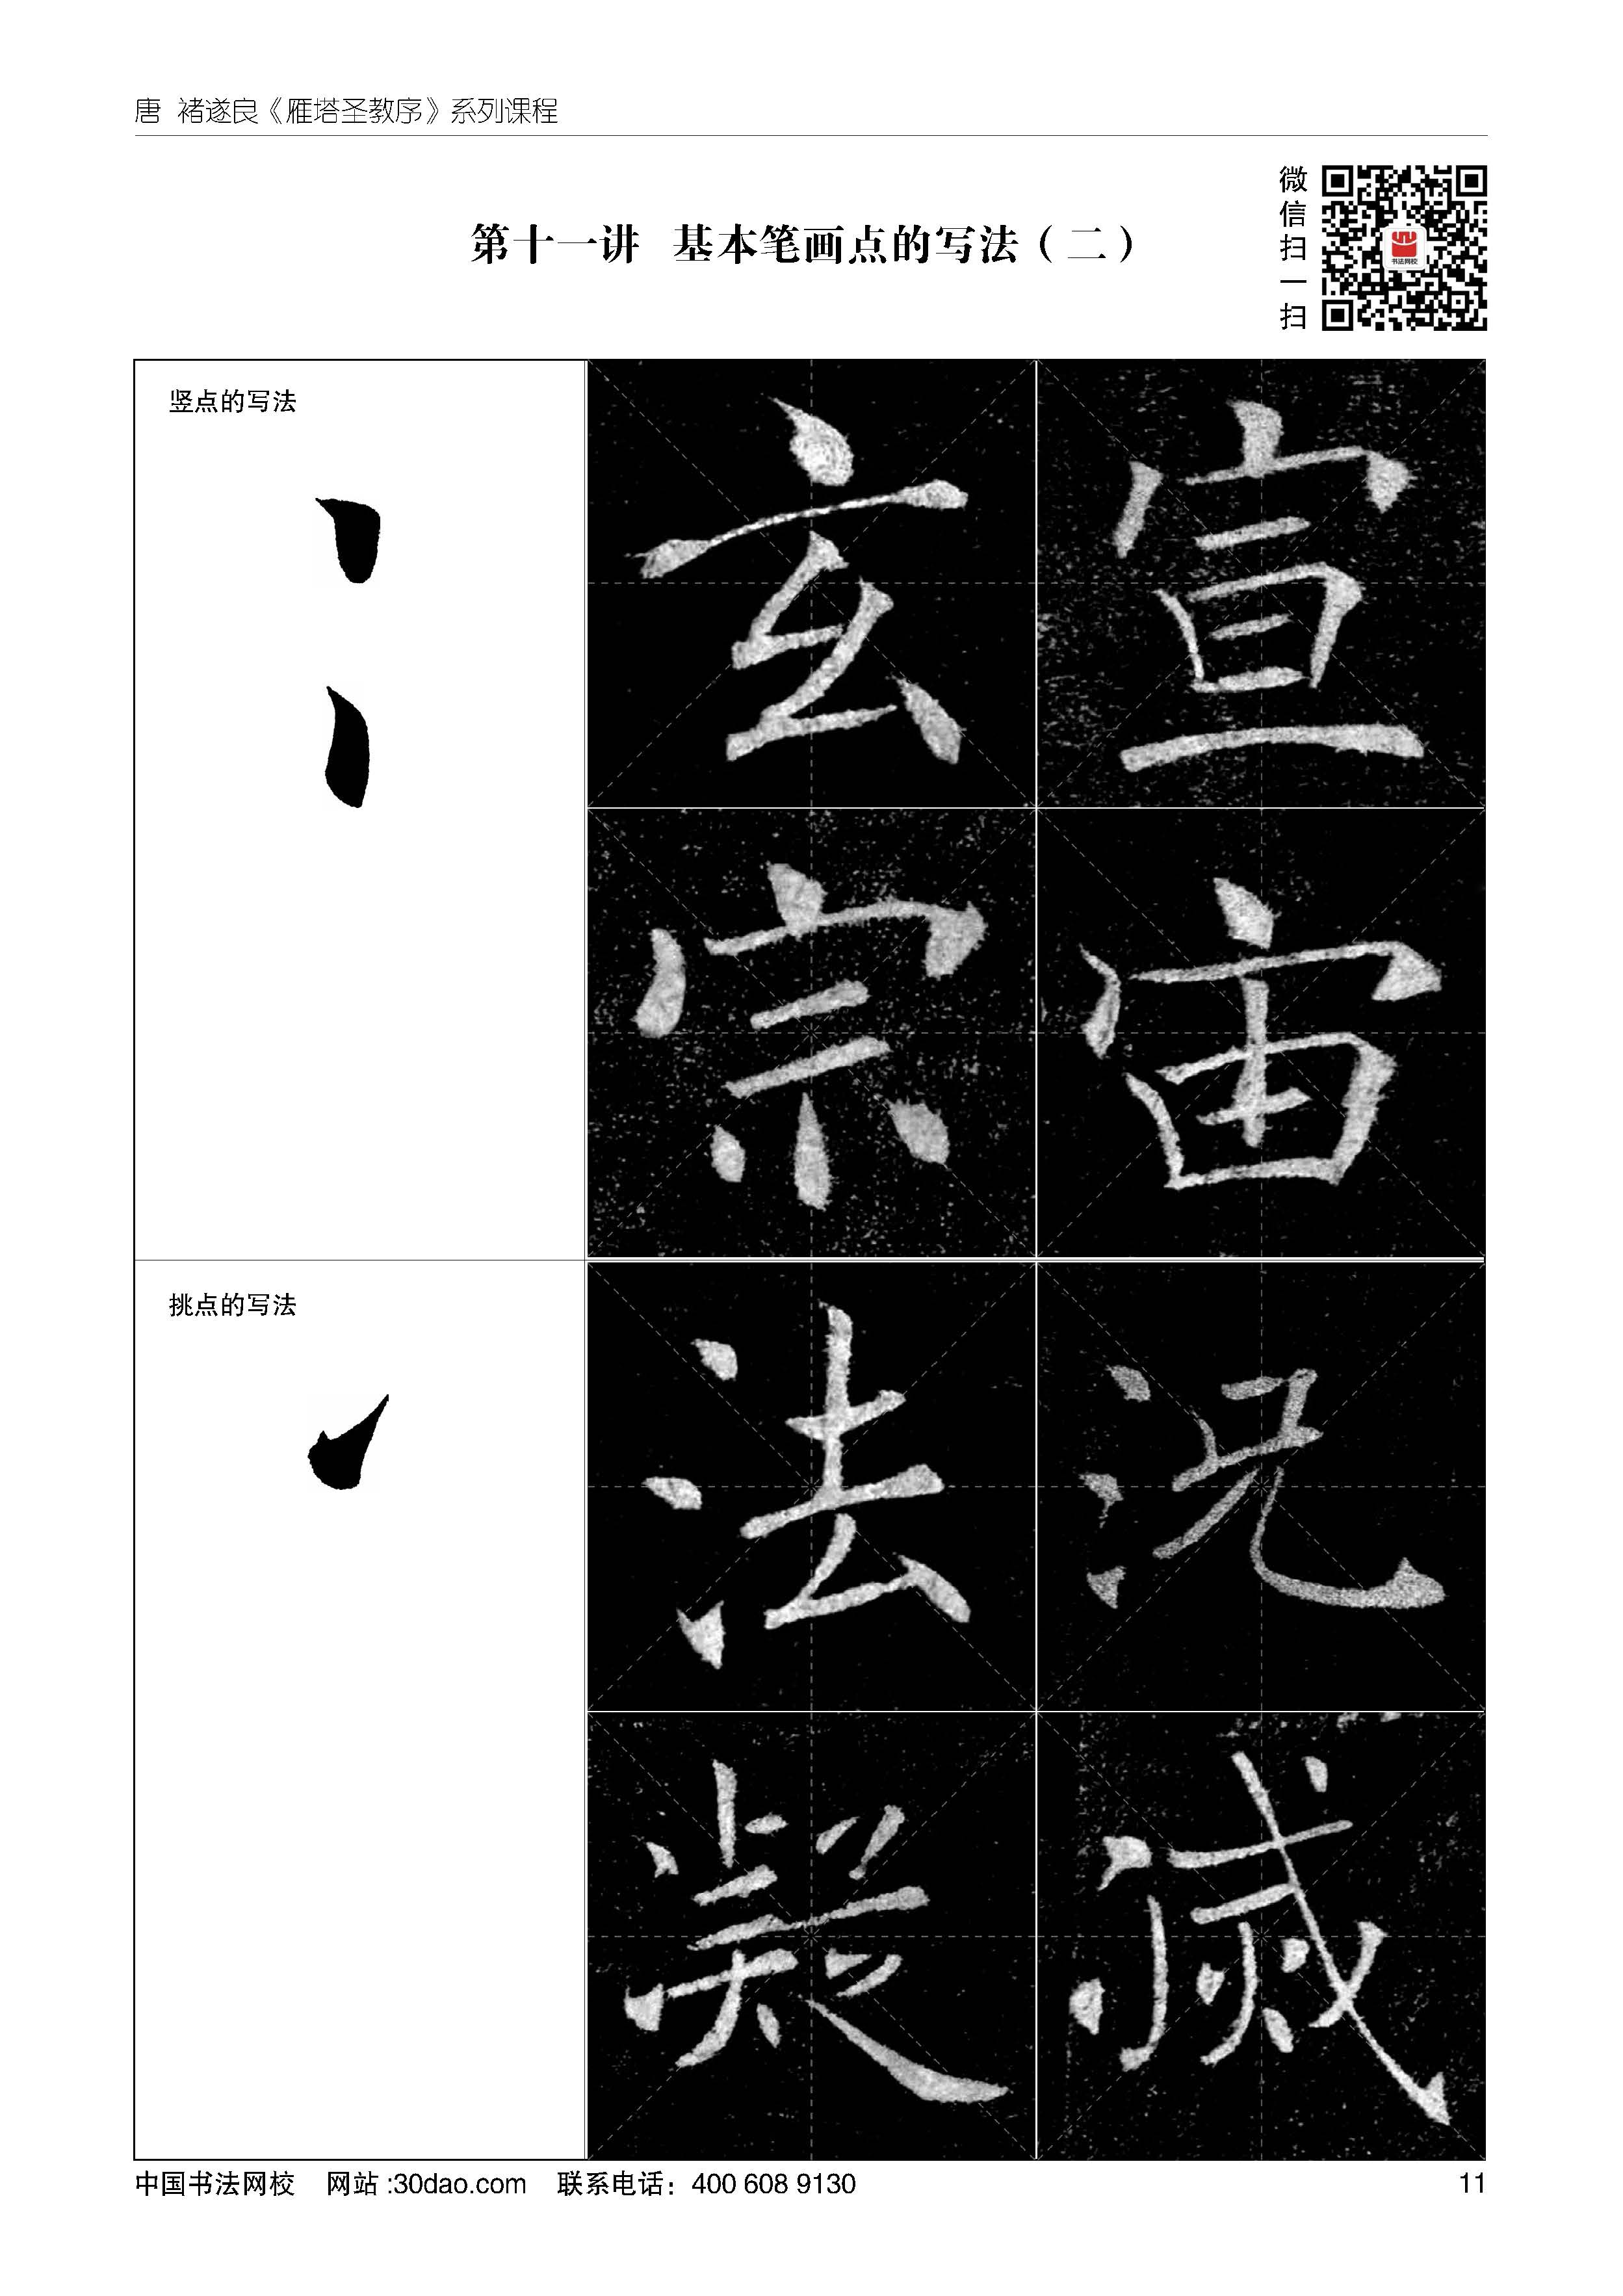 唐 褚遂良《雁塔圣教序》系列课程
微信扫一扫
书法网校
第十一讲 基本笔画点的写法（二）
竖点的写法
玄宣
宗宙
挑点的写法
法況
凝滅
中国书法网校 网站:30dao.com 联系电话：400 608 9130
11